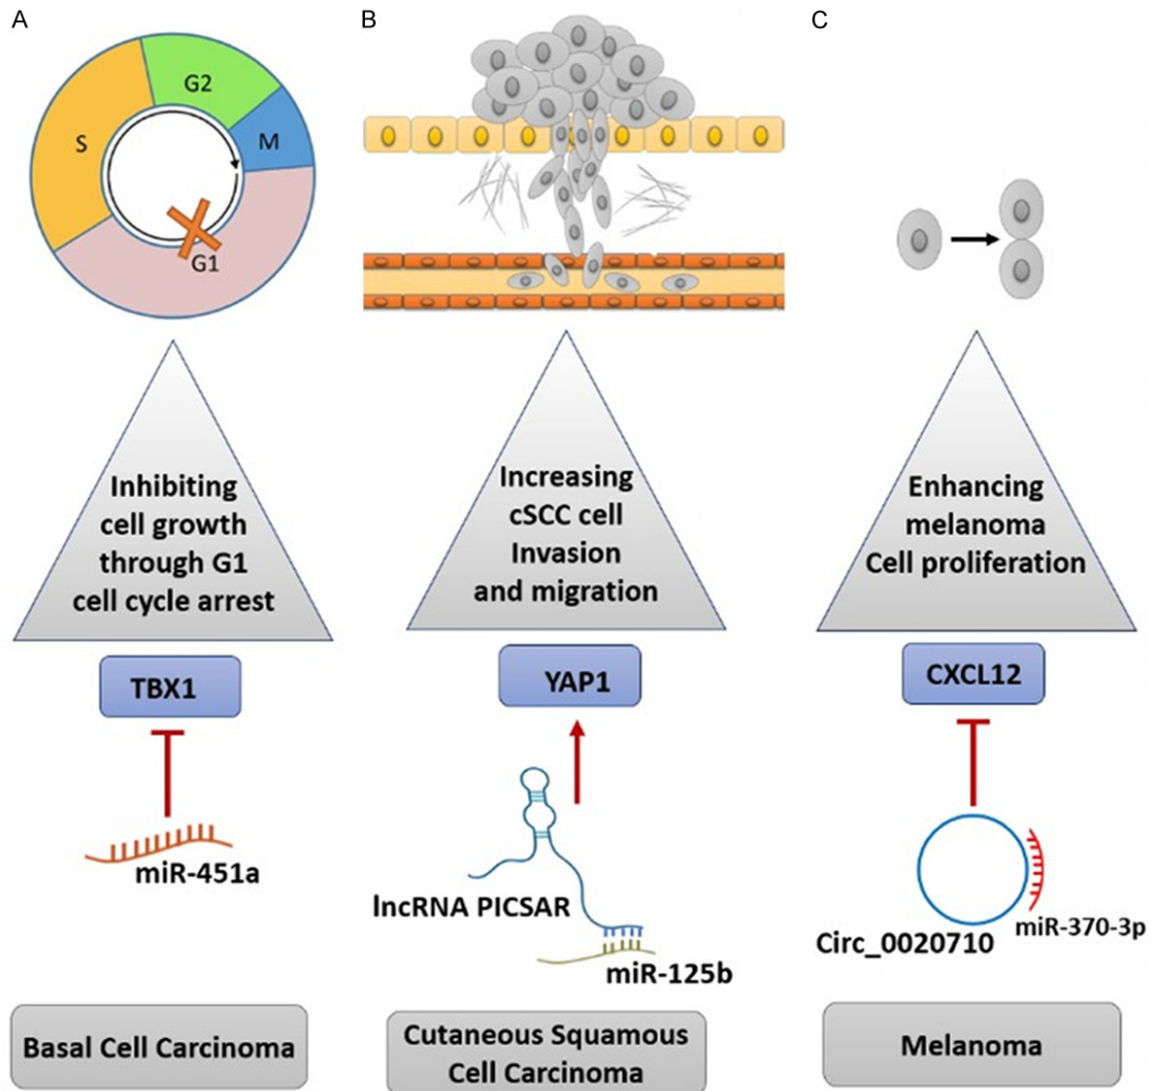 A
B
C
G2
S
M
G1
Inhibiting
cell growth
through G1
cell cycle arrest
Increasing
cSCC cell
Invasion
and migration
Enhancing
melanoma
Cell proliferation
TBX1
YAP1
CXCL12
miR-451a
lncRNA PICSAR
miR-125b
Circ_0020710
miR-370-3p
Basal Cell Carcinoma
Cutaneous Squamous
Cell Carcinoma
Melanoma